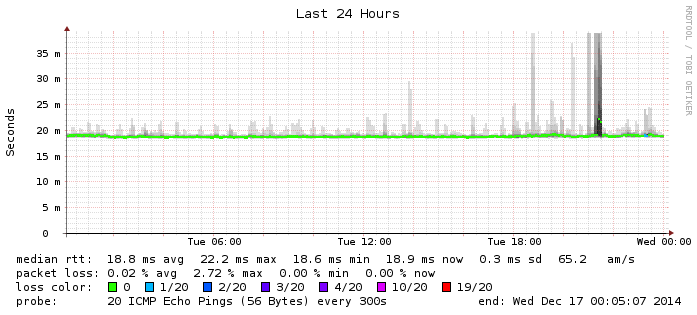 Last 24 Hours
RRDTOOL / TOBI OETIKER
Seconds
35 m
30 m
25 m
20 m
15 m
10 m
5 m
0
Tue 06:00 Tue 12:00 Tue 18:00 Wed 00:00
median rtt: 18.8 ms avg 22.2 ms max 18.6 ms min 18.9 ms now 0.3 ms sd 65.2 am/s
packet loss: 0.02 % avg 2.72 % max 0.00 % min 0.00 % now
loss color: 0 1/20 2/20 3/20 4/20 10/20 19/20
probe: 20 ICMP Echo Pings (56 Bytes) every 300s end: Wed Dec 17 00:05:07 2014